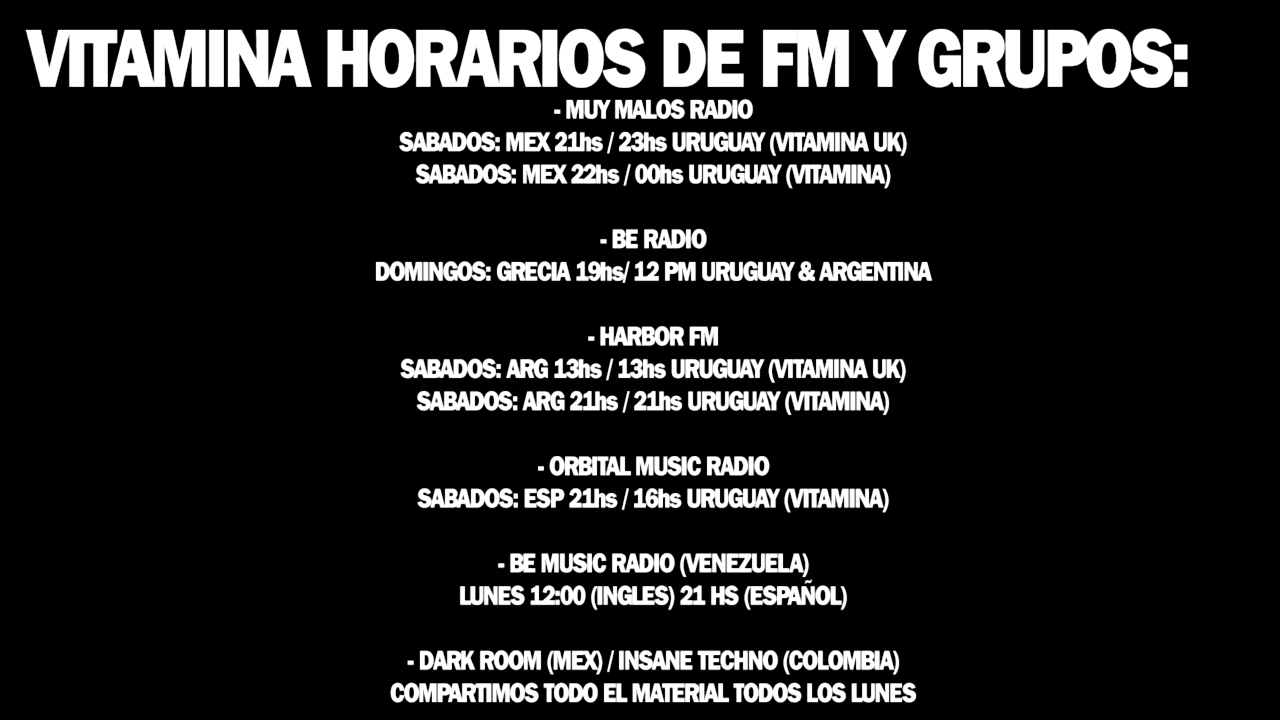 VITAMINA HORARIOS DE FM Y GRUPOS:
- MUY MALOS RADIO
SABADOS: MEX 21hs / 23hs URUGUAY (VITAMINA UK)
SABADOS: MEX 22hs / 00hs URUGUAY (VITAMINA)
- BE RADIO
DOMINGOS: GRECIA 19hs/ 12 PM URUGUAY & ARGENTINA
- HARBOR FM
SABADOS: ARG 13hs / 13hs URUGUAY (VITAMINA UK)
SABADOS: ARG 21hs / 21hs URUGUAY (VITAMINA)
- ORBITAL MUSIC RADIO
SABADOS: ESP 21hs / 16hs URUGUAY (VITAMINA)
- BE MUSIC RADIO (VENEZUELA)
LUNES 12:00 (INGLES) 21 HS (ESPAÑOL)
- DARK ROOM (MEX) / INSANE TECHNO (COLOMBIA)
COMPARTIMOS TODO EL MATERIAL TODOS LOS LUNES